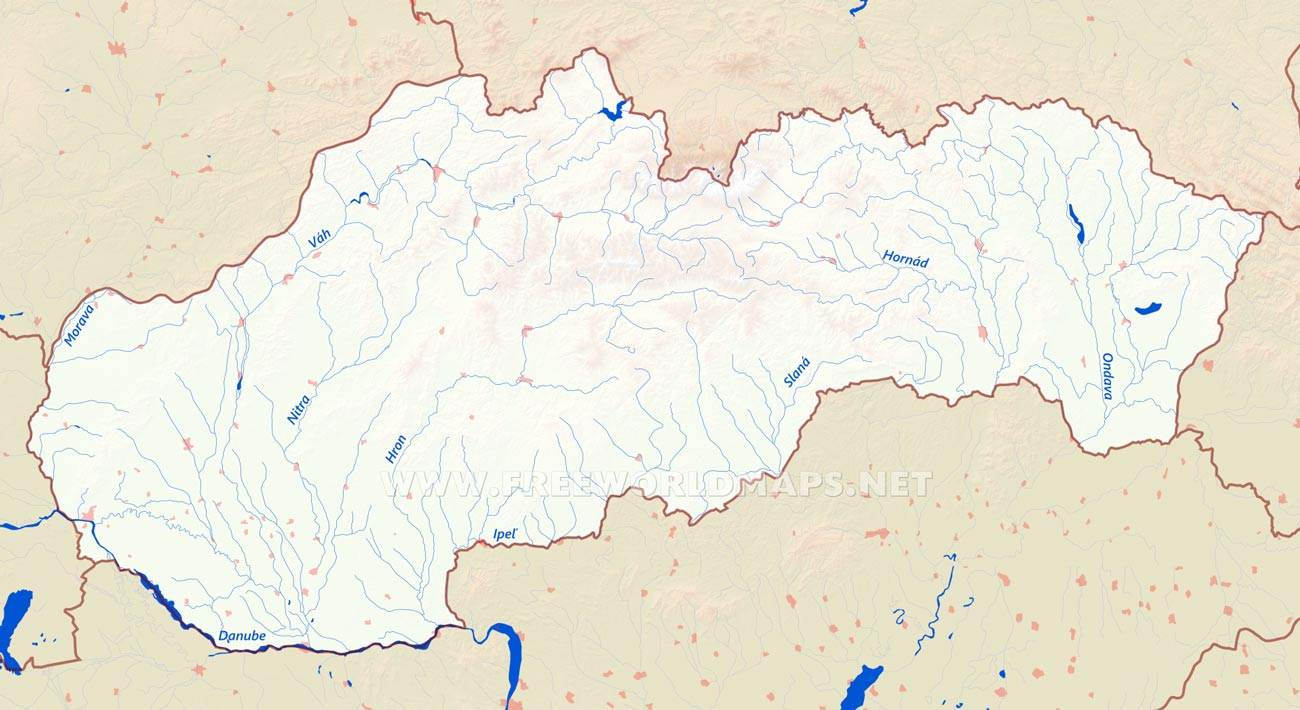 Váh
Hornád
Morava
Ondava
Slaná
Nitra
Hron
WWW.FREEWORLDMAPS.NET
Ipeľ
Danube